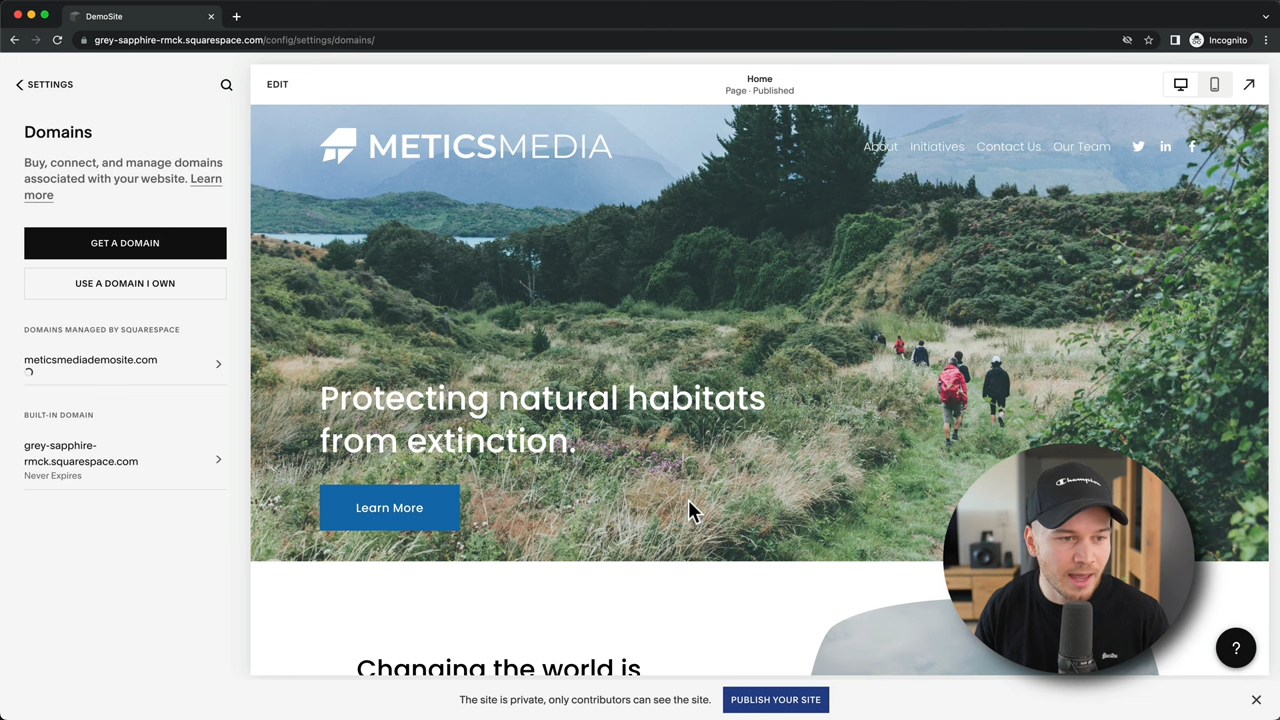 DemoSite
grey-sapphire-rmck.squarespace.com/config/settings/domains/
Incognito
SETTINGS
EDIT
Home
Page · Published
Domains
Buy, connect, and manage domains
associated with your website. Learn
more
GET A DOMAIN
USE A DOMAIN I OWN
DOMAINS MANAGED BY SQUARESPACE
meticsmediademosite.com
BUILT-IN DOMAIN
grey-sapphire-
rmck.squarespace.com
Never Expires
METICSMEDIA
About Initiatives Contact Us Our Team
Protecting natural habitats
from extinction.
Learn More
Champion
Changing the world is
?
The site is private, only contributors can see the site.
PUBLISH YOUR SITE